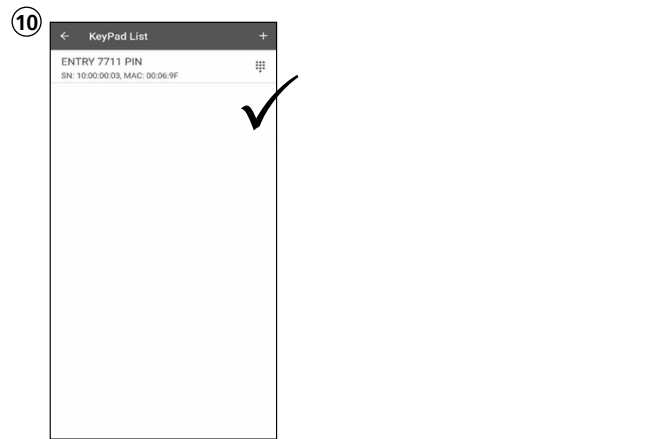 10
← KeyPad List +
ENTRY 7711 PIN
SN: 10:00:00:03, MAC: 00:06:9F